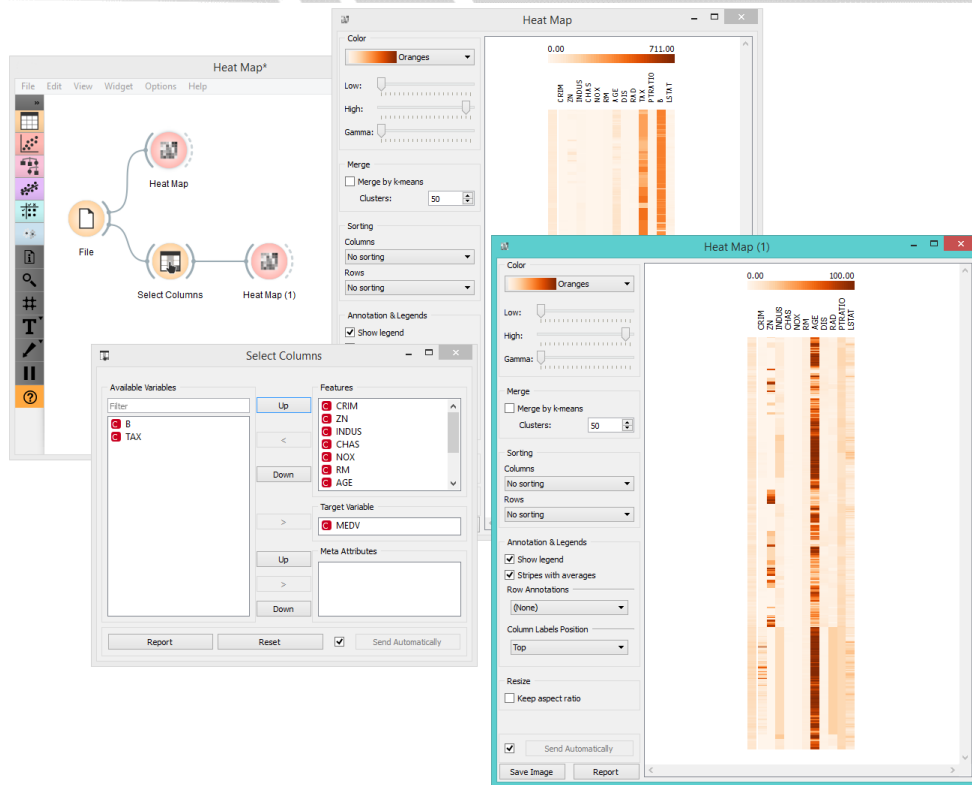 Heat Map*
File Edit View Widget Options Help
»
T
?
File
Heat Map
Select Columns
Heat Map (1)
Heat Map
Color
Oranges
Low:
High:
Gamma:
Merge
Merge by k-means
Clusters: 50
Sorting
Columns
No sorting
Rows
No sorting
Annotation & Legends
Show legend
0.00 711.00
CRIM
ZN
INDUS
CHAS
NOX
RM
AGE
DIS
RAD
TAX
PTRATIO
B
LSTAT
Select Columns
Available Variables
Filter
C B
C TAX
Up
<
Down
>
Up
>
Down
Features
C CRIM
C ZN
C INDUS
C CHAS
C NOX
C RM
C AGE
Target Variable
C MEDV
Meta Attributes
Report Reset Send Automatically
Heat Map (1)
Color
Oranges
Low:
High:
Gamma:
Merge
Merge by k-means
Clusters: 50
Sorting
Columns
No sorting
Rows
No sorting
Annotation & Legends
Show legend
Stripes with averages
Row Annotations
(None)
Column Labels Position
Top
Resize
Keep aspect ratio
Send Automatically
Save Image Report
0.00 100.00
CRIM
ZN
INDUS
CHAS
NOX
RM
AGE
DIS
RAD
PTRATIO
LSTAT